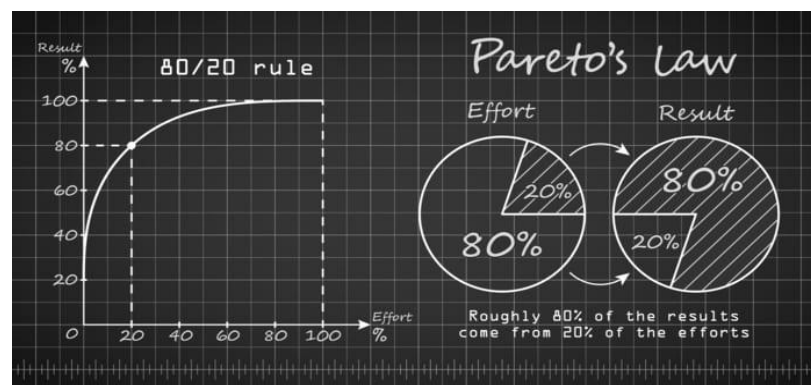 Result
%
80/20 rule
100
80
60
40
20
0
20
40
60
80
100
Effort
%
Pareto's Law
Effort
Result
20%
80%
80%
20%
Roughly 80% of the results
come from 20% of the efforts